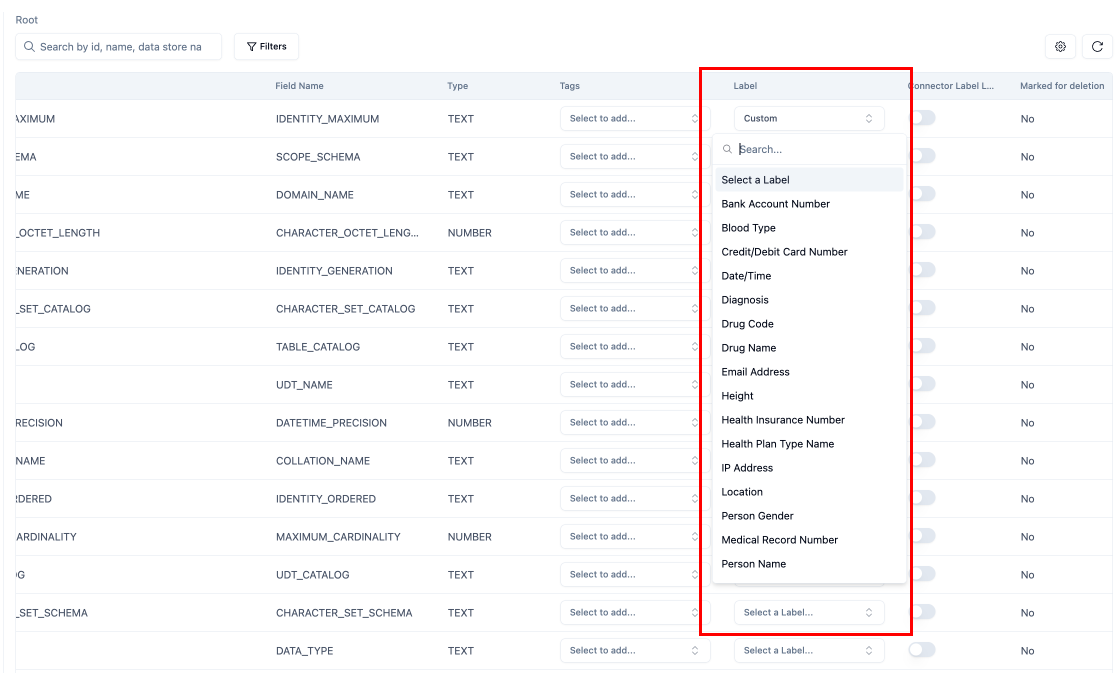 Root
Search by id, name, data store na Filters
Field Name Type Tags Label Connector Label L... Marked for deletion
AXIMUM IDENTITY_MAXIMUM TEXT Select to add... Custom No
EMA SCOPE_SCHEMA TEXT Select to add... Search... No
ME DOMAIN_NAME TEXT Select to add... Select a Label No
Bank Account Number
_OCTET_LENGTH CHARACTER_OCTET_LENG... NUMBER Select to add... Blood Type No
Credit/Debit Card Number
NERATION IDENTITY_GENERATION TEXT Select to add... Date/Time No
Diagnosis
_SET_CATALOG CHARACTER_SET_CATALOG TEXT Select to add... No
Drug Code
LOG TABLE_CATALOG TEXT Select to add... Drug Name No
Email Address
UDT_NAME TEXT Select to add... No
Height
RECISION DATETIME_PRECISION NUMBER Select to add... Health Insurance Number No
Health Plan Type Name
NAME COLLATION_NAME TEXT Select to add... No
IP Address
RDERED IDENTITY_ORDERED TEXT Select to add... Location No
Person Gender
ARDINALITY MAXIMUM_CARDINALITY NUMBER Select to add... Medical Record Number No
Person Name
OG UDT_CATALOG TEXT Select to add... No
_SET_SCHEMA CHARACTER_SET_SCHEMA TEXT Select to add... Select a Label... No
DATA_TYPE TEXT Select to add... Select a Label... No